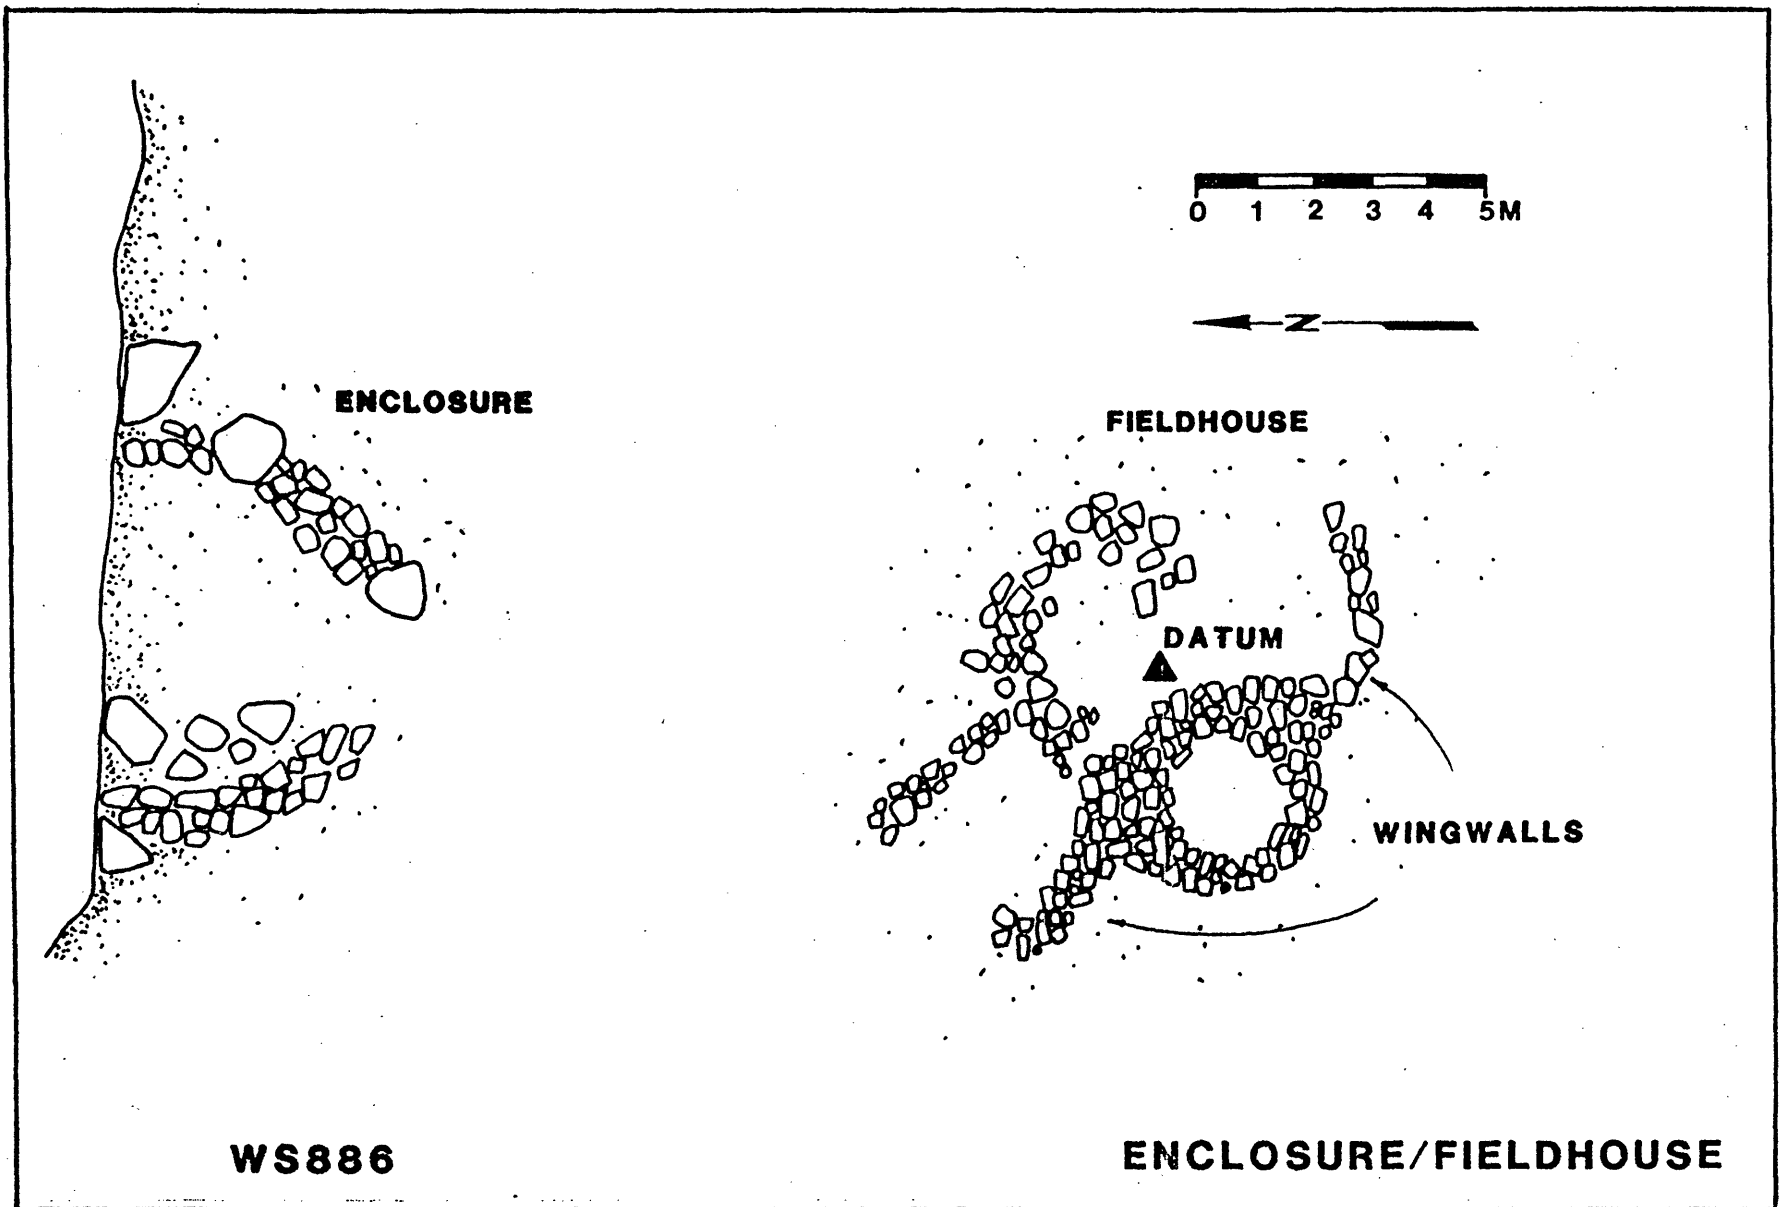 0 1 2 3 4 5M
N
ENCLOSURE
FIELDHOUSE
DATUM
WINGWALLS
WS886
ENCLOSURE/FIELDHOUSE